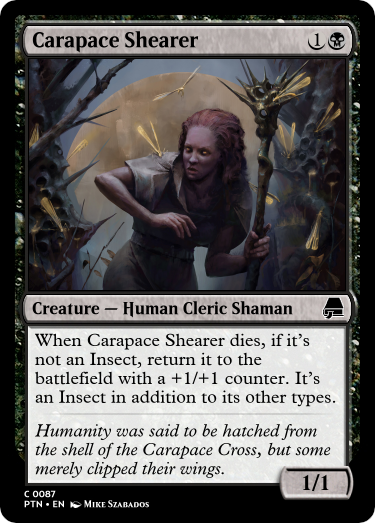 Carapace Shearer 1
Creature — Human Cleric Shaman
When Carapace Shearer dies, if it's
not an Insect, return it to the
battlefield with a +1/+1 counter. It's
an Insect in addition to its other types.
Humanity was said to be hatched from
the shell of the Carapace Cross, but some
merely clipped their wings.
1/1
C 0087
PTN • EN Mike Szabados